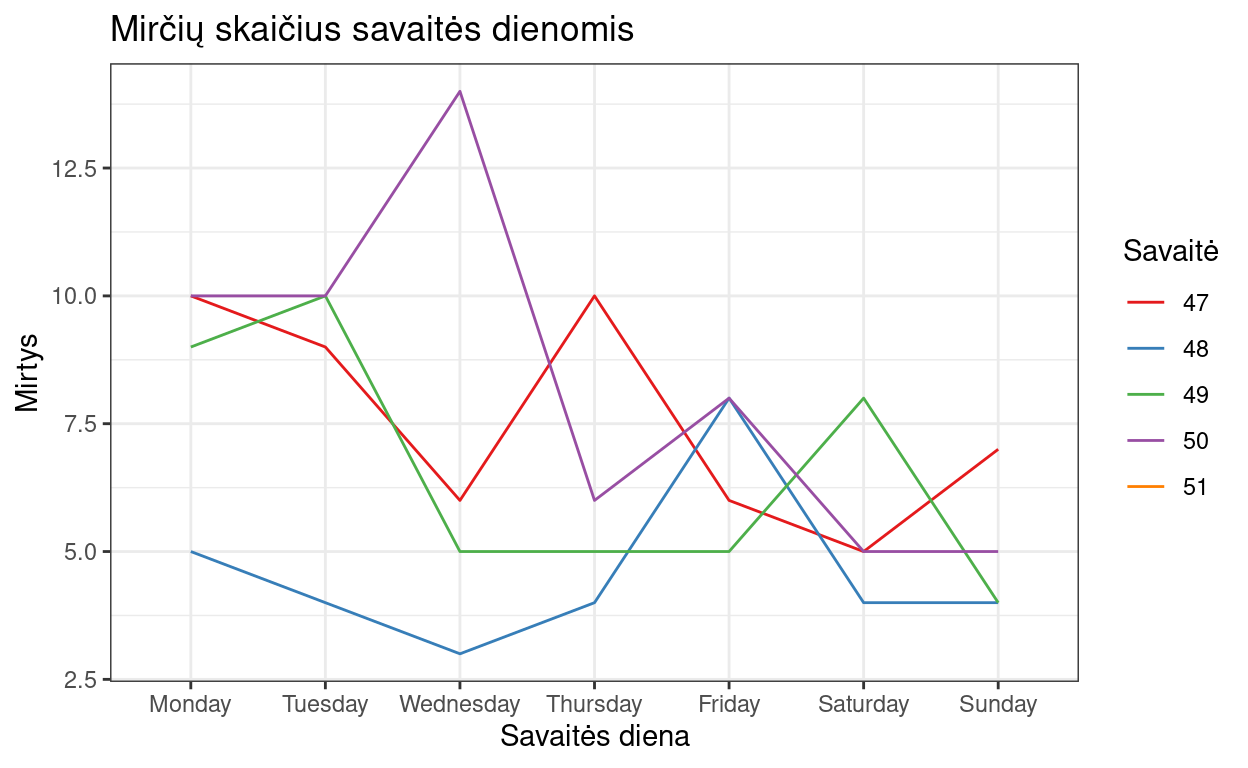 Mirčių skaičius savaitės dienomis
Mirtys
12.5
10.0
7.5
5.0
2.5
Monday Tuesday Wednesday Thursday Friday Saturday Sunday
Savaitės diena
Savaitė
47
48
49
50
51